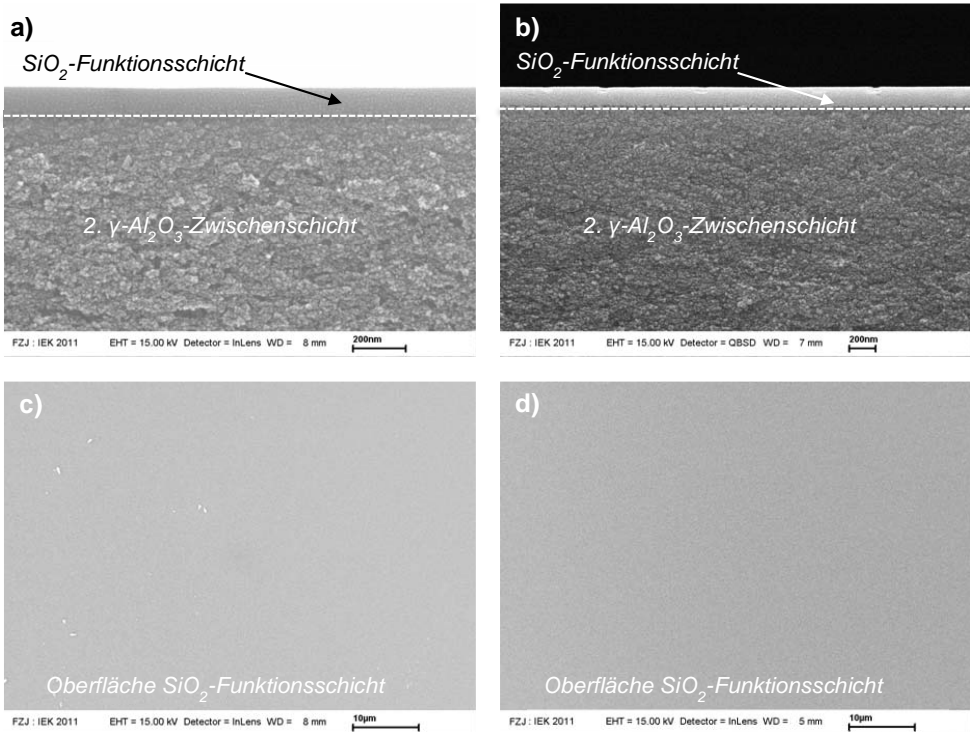 a)
SiO₂-Funktionsschicht
2. γ-Al₂O₃-Zwischenschicht
FZJ : IEK 2011 EHT = 15.00 kV Detector = InLens WD = 8 mm 200nm
b)
SiO₂-Funktionsschicht
2. γ-Al₂O₃-Zwischenschicht
FZJ : IEK 2011 EHT = 15.00 kV Detector = QBSD WD = 7 mm 200nm
c)
Oberfläche SiO₂-Funktionsschicht
FZJ : IEK 2011 EHT = 15.00 kV Detector = InLens WD = 8 mm 10µm
d)
Oberfläche SiO₂-Funktionsschicht
FZJ : IEK 2011 EHT = 15.00 kV Detector = InLens WD = 5 mm 10µm